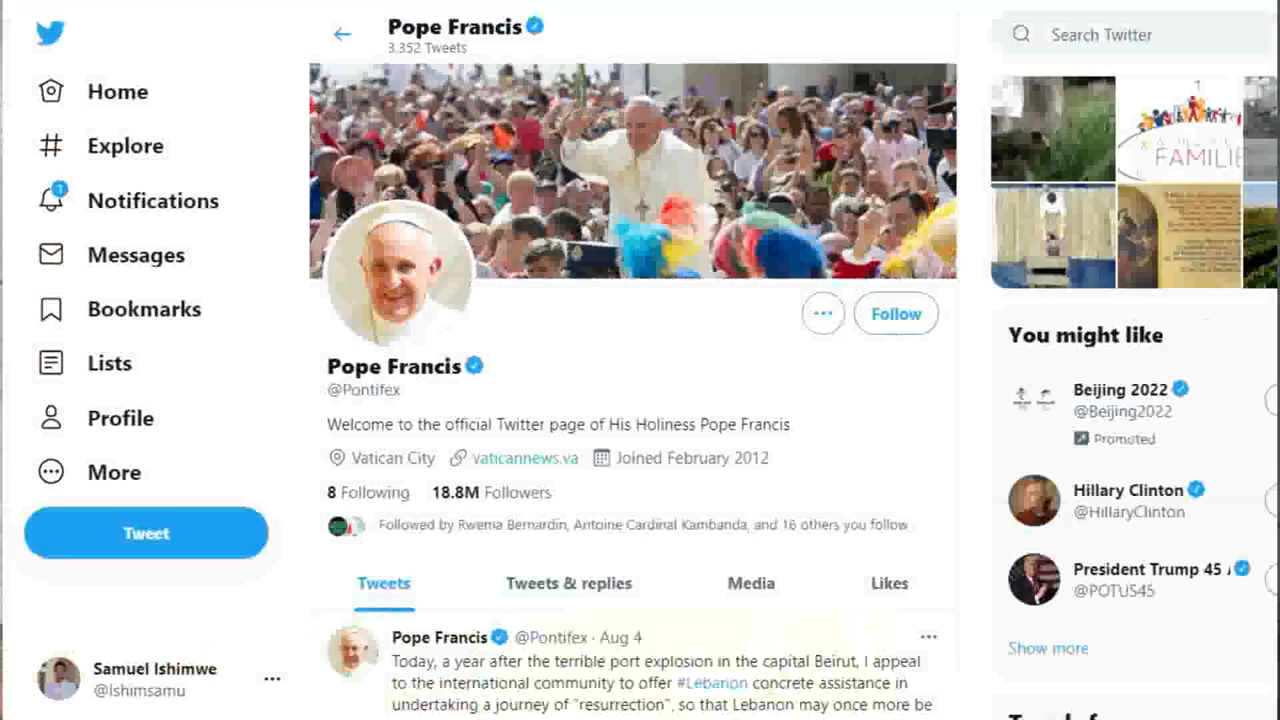 Home
Explore
1
Notifications
Messages
Bookmarks
Lists
Profile
More
Tweet
Samuel Ishimwe
@Ishimsamu
Pope Francis
3,352 Tweets
Follow
Pope Francis
@Pontifex
Welcome to the official Twitter page of His Holiness Pope Francis
Vatican City vaticannews.va Joined February 2012
8 Following 18.8M Followers
Followed by Rwema Bernardin, Antoine Cardinal Kambanda, and 16 others you follow
Tweets Tweets & replies Media Likes
Pope Francis @Pontifex · Aug 4
Today, a year after the terrible port explosion in the capital Beirut, I appeal
to the international community to offer #Lebanon concrete assistance in
undertaking a journey of "resurrection", so that Lebanon may once more be
Search Twitter
FAMILIE
You might like
Beijing 2022
@Beijing2022
Promoted
Hillary Clinton
@HillaryClinton
President Trump 45
@POTUS45
Show more